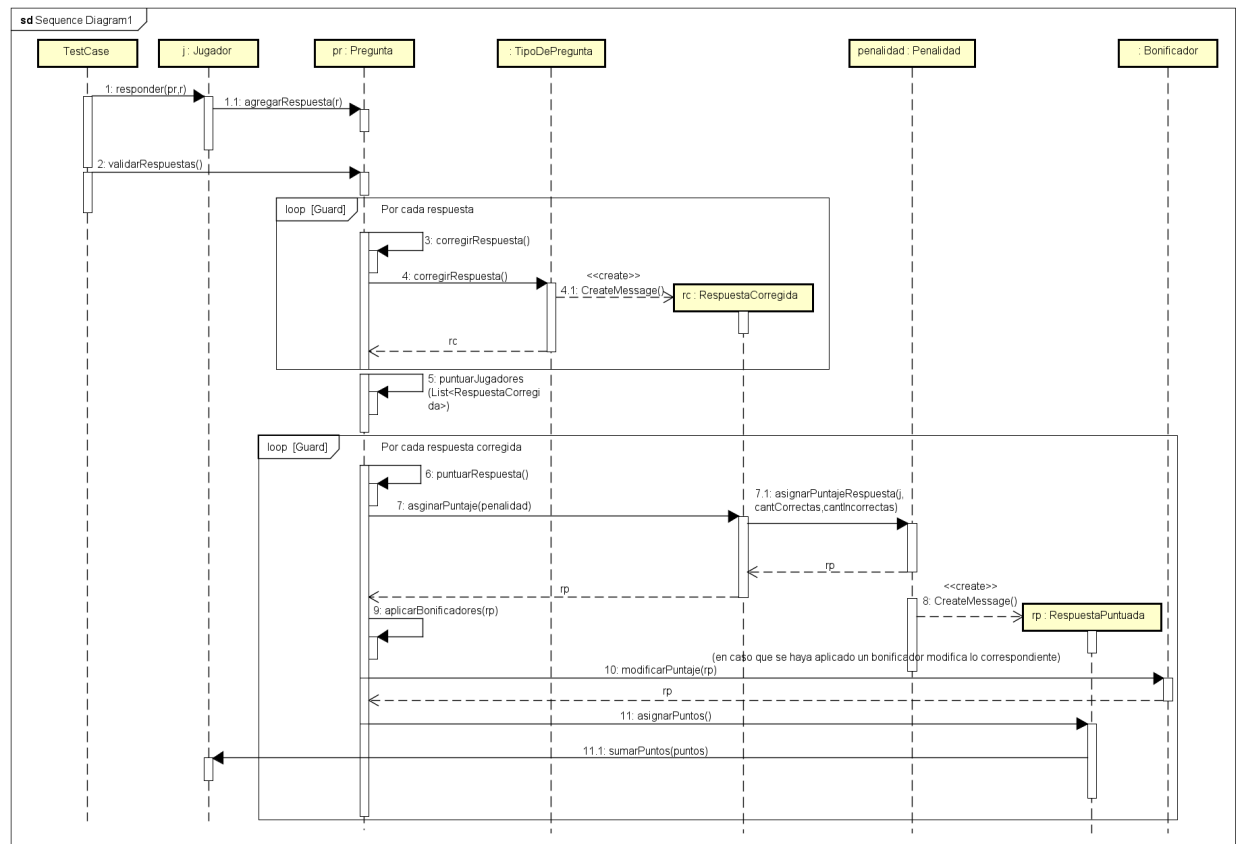 sd Sequence Diagram1
TestCase
j : Jugador
pr : Pregunta
: TipoDePregunta
penalidad : Penalidad
: Bonificador
1: responder(pr,r)
1.1: agregarRespuesta(r)
2: validarRespuestas()
loop [Guard]
Por cada respuesta
3: corregirRespuesta()
4: corregirRespuesta()
<<create>>
4.1: CreateMessage()
rc : RespuestaCorregida
rc
5: puntuarJugadores
(List<RespuestaCorregi
da>)
loop [Guard]
Por cada respuesta corregida
6: puntuarRespuesta()
7: asginarPuntaje(penalidad)
7.1: asignarPuntajeRespuesta(j,
cantCorrectas,cantIncorrectas)
rp
rp
<<create>>
8: CreateMessage()
rp : RespuestaPuntuada
9: aplicarBonificadores(rp)
(en caso que se haya aplicado un bonificador modifica lo correspondiente)
10: modificarPuntaje(rp)
rp
11: asignarPuntos()
11.1: sumarPuntos(puntos)